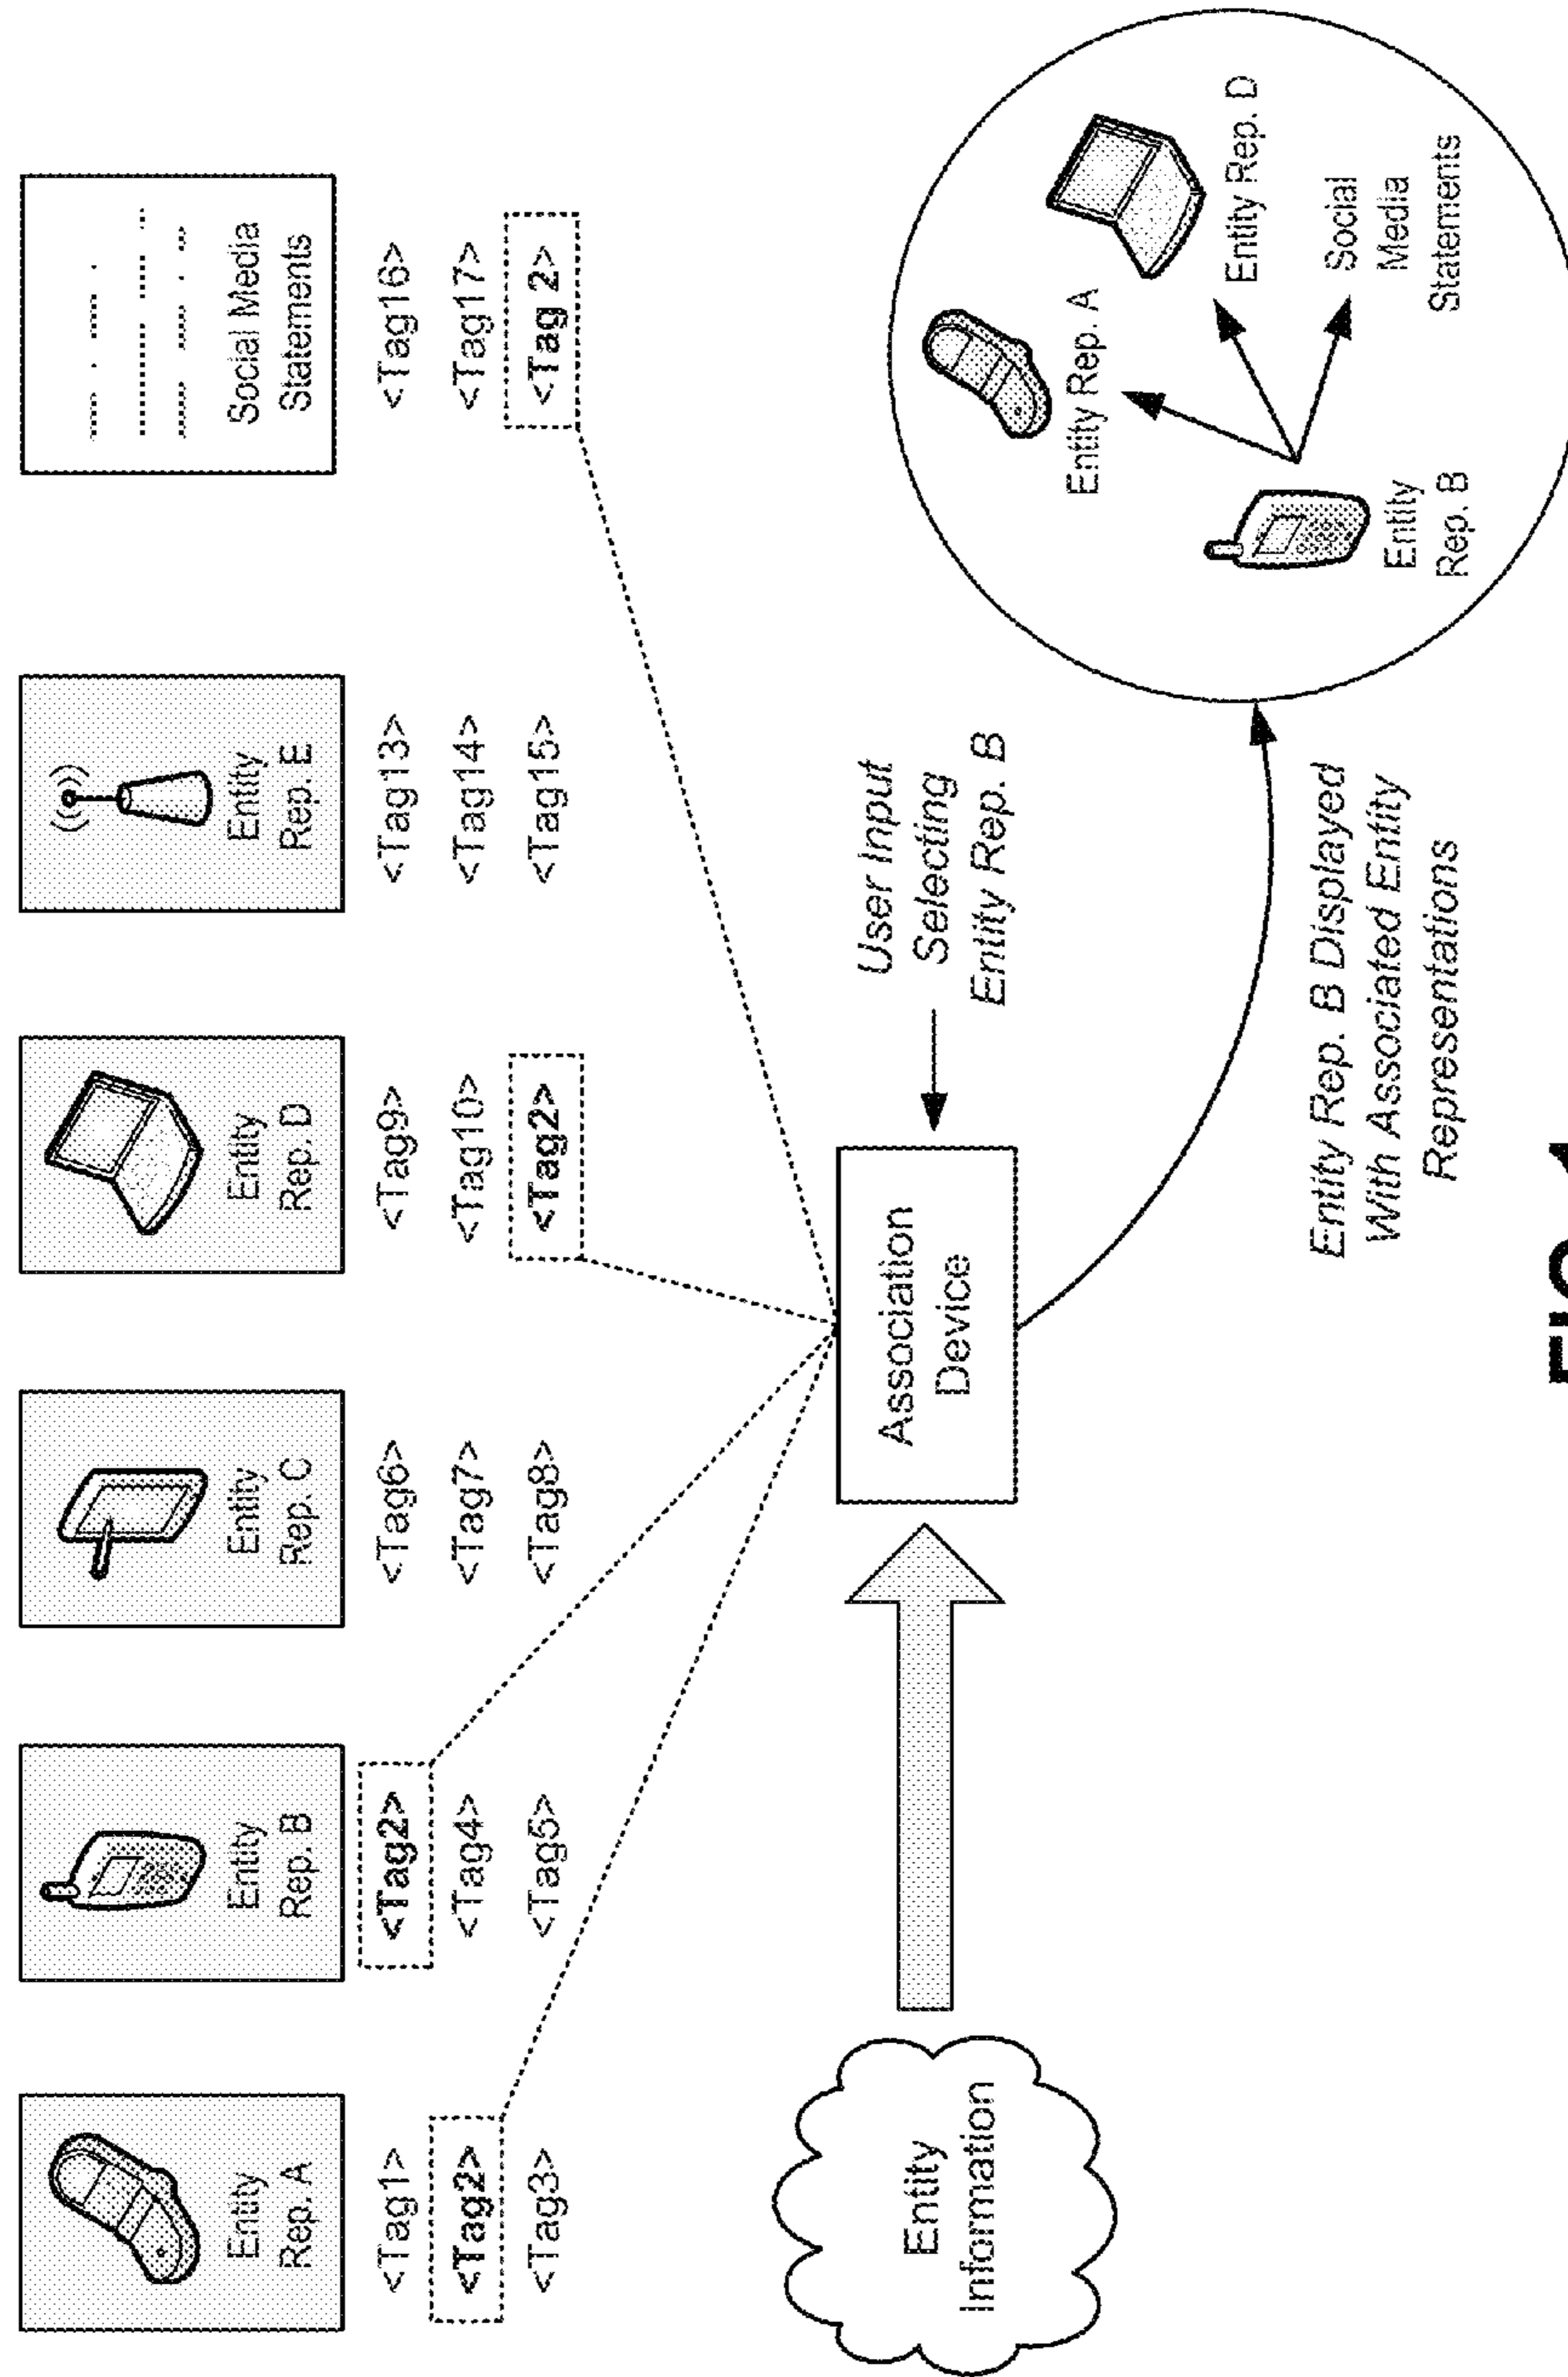 Entity
Rep. A
<Tag1>
<Tag2>
<Tag3>
Entity
Rep. B
<Tag2>
<Tag4>
<Tag5>
Entity
Rep. C
<Tag6>
<Tag7>
<Tag8>
Entity
Rep. D
<Tag9>
<Tag10>
<Tag2>
Entity
Rep. E
<Tag13>
<Tag14>
<Tag15>
Social Media
Statements
<Tag16>
<Tag17>
<Tag 2>
Entity
Information
Association
Device
User Input
Selecting
Entity Rep. B
Entity Rep. B Displayed
With Associated Entity
Representations
Entity
Rep. B
Entity Rep. A
Entity Rep. D
Social
Media
Statements